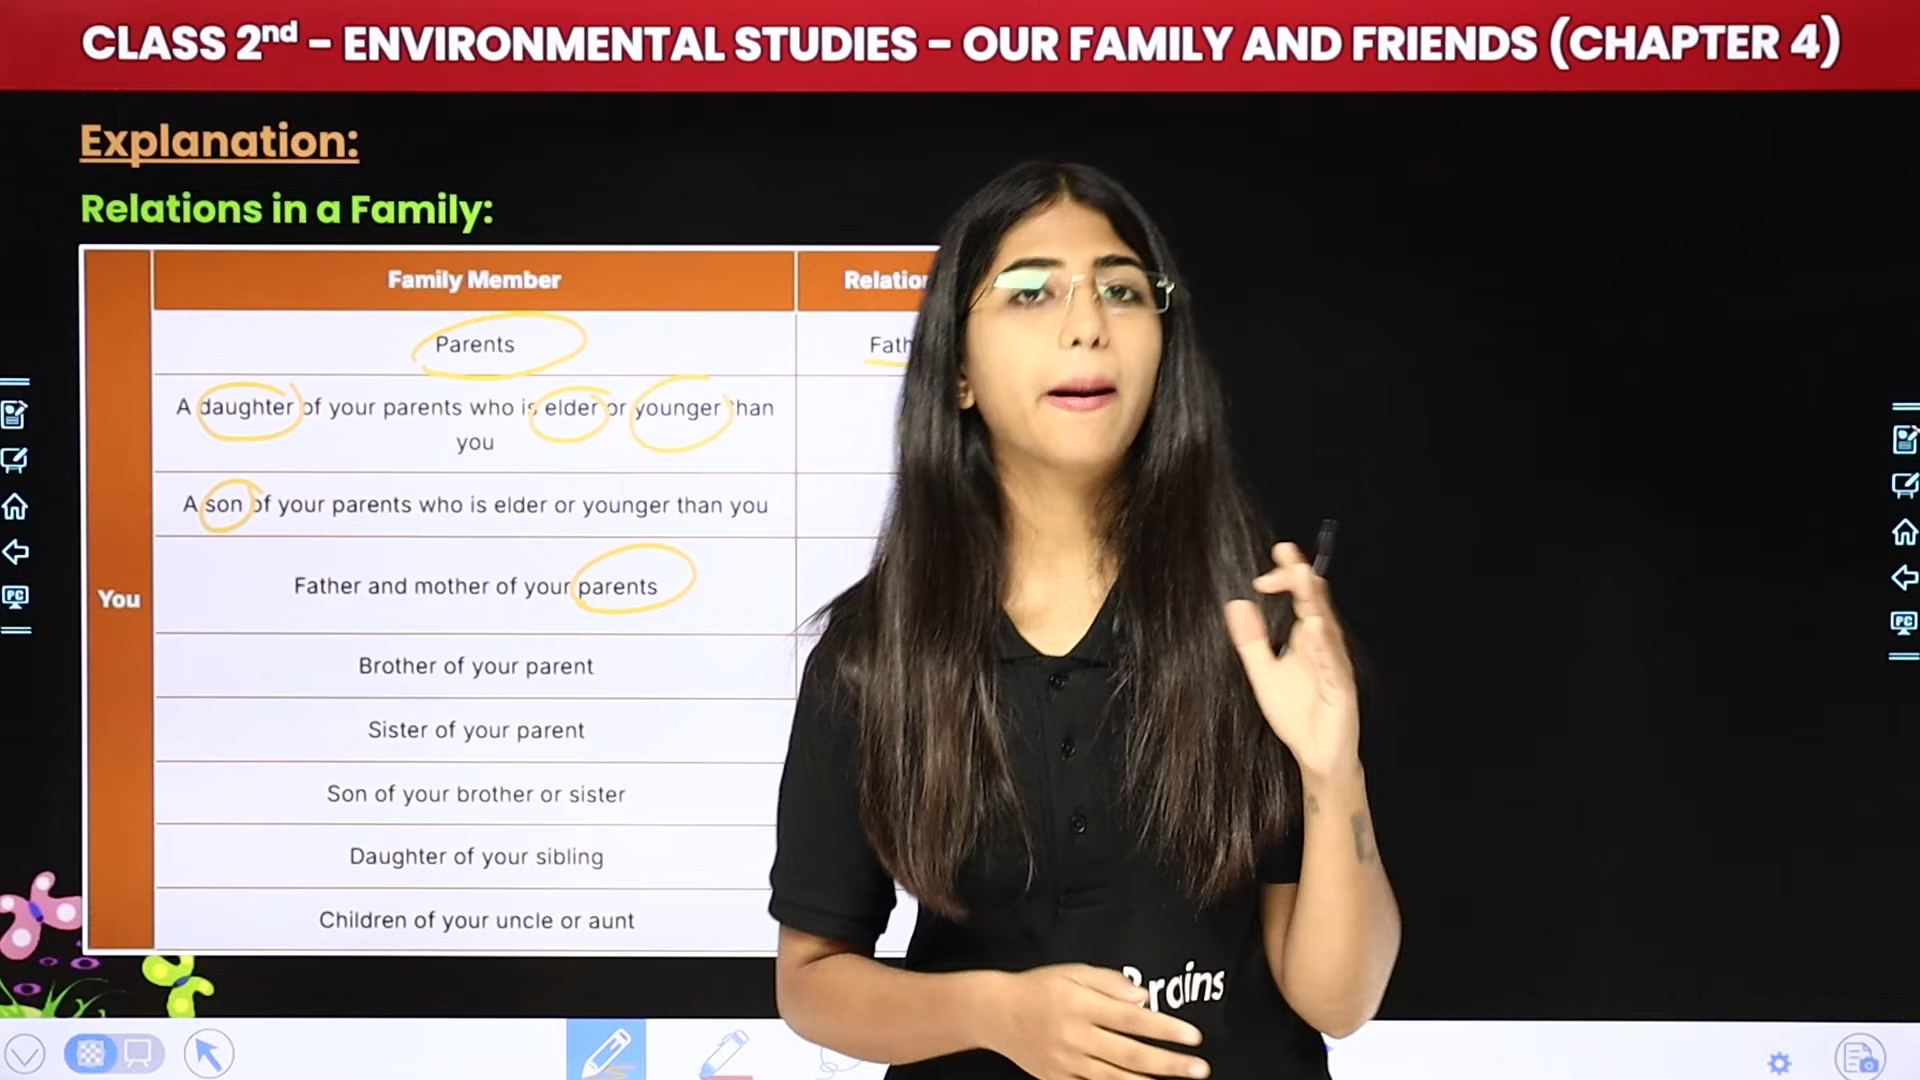 CLASS 2nd – ENVIRONMENTAL STUDIES – OUR FAMILY AND FRIENDS (CHAPTER 4)
Explanation:
Relations in a Family:
Family Member
Parents
A daughter of your parents who is elder or younger than
you
A son of your parents who is elder or younger than you
You
Father and mother of your parents
Brother of your parent
Sister of your parent
Son of your brother or sister
Daughter of your sibling
Children of your uncle or aunt
PC
PC